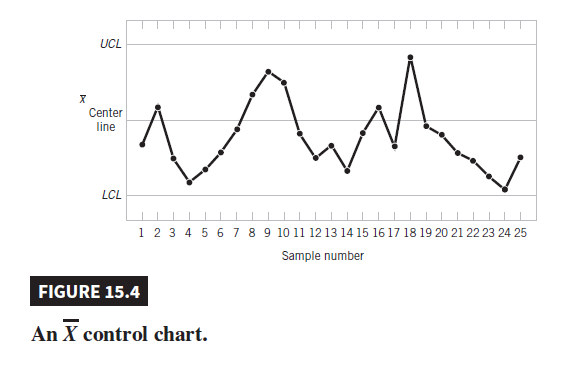 UCL
x̅
Center
line
LCL
1 2 3 4 5 6 7 8 9 10 11 12 13 14 15 16 17 18 19 20 21 22 23 24 25
Sample number
FIGURE 15.4
An X̅ control chart.